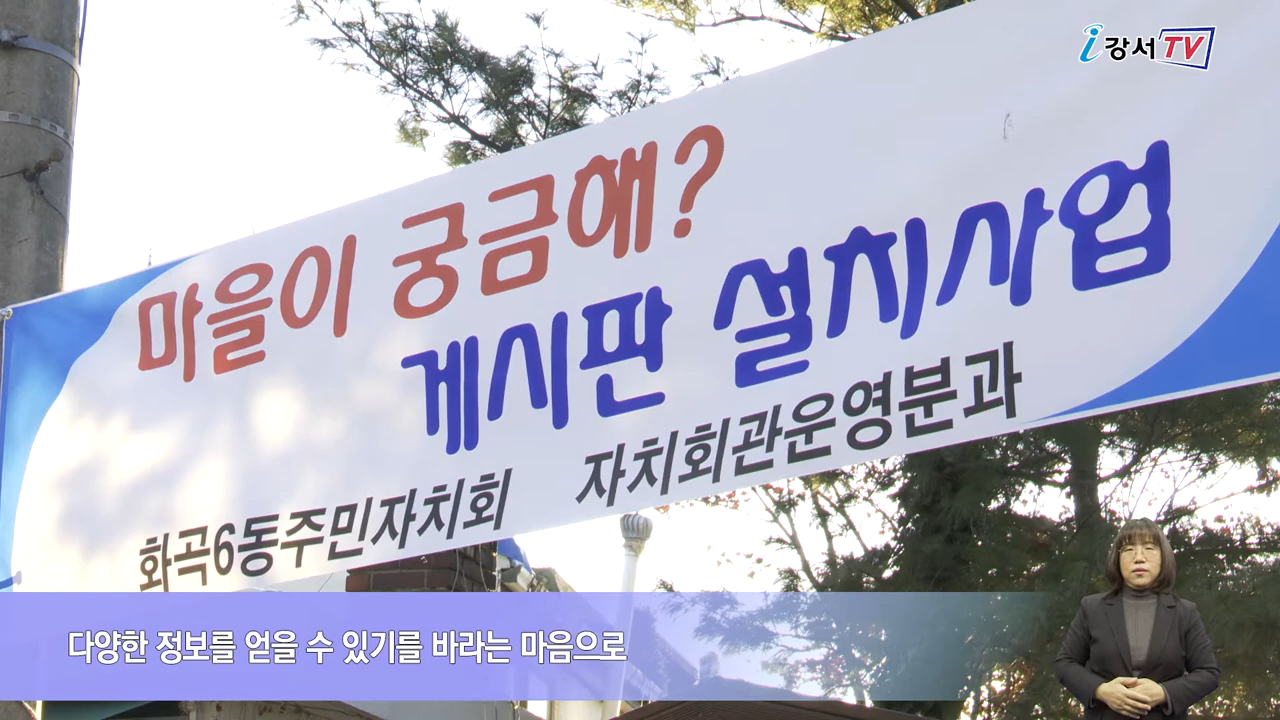 i강서TV
마을이 궁금해?
게시판 설치사업
화곡6동주민자치회 자치회관운영분과
다양한 정보를 얻을 수 있기를 바라는 마음으로